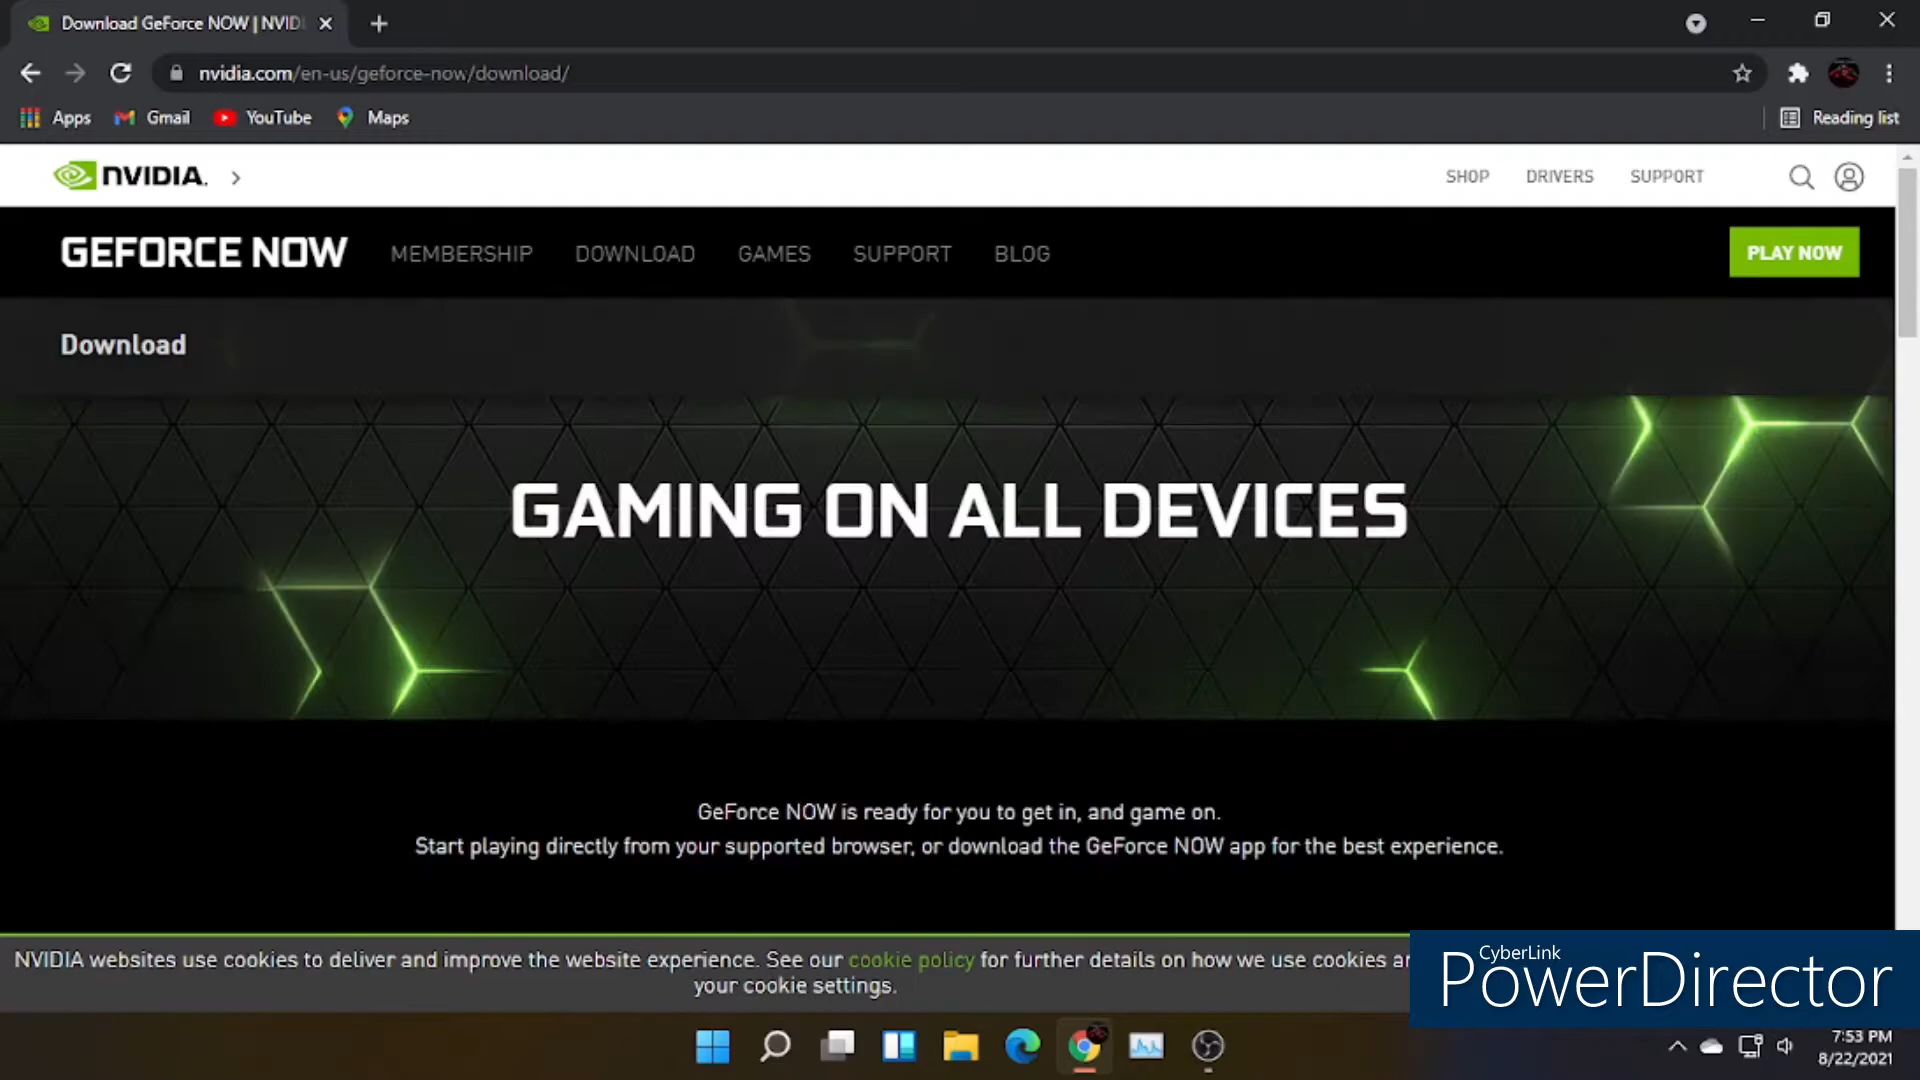 Download GeForce NOW | NVID
nvidia.com/en-us/geforce-now/download/
Apps Gmail YouTube Maps Reading list
NVIDIA. SHOP DRIVERS SUPPORT
GEFORCE NOW MEMBERSHIP DOWNLOAD GAMES SUPPORT BLOG PLAY NOW
Download
GAMING ON ALL DEVICES
GeForce NOW is ready for you to get in, and game on.
Start playing directly from your supported browser, or download the GeForce NOW app for the best experience.
NVIDIA websites use cookies to deliver and improve the website experience. See our cookie policy for further details on how we use cookies
your cookie settings.
CyberLink
PowerDirector
7:53 PM
8/22/2021